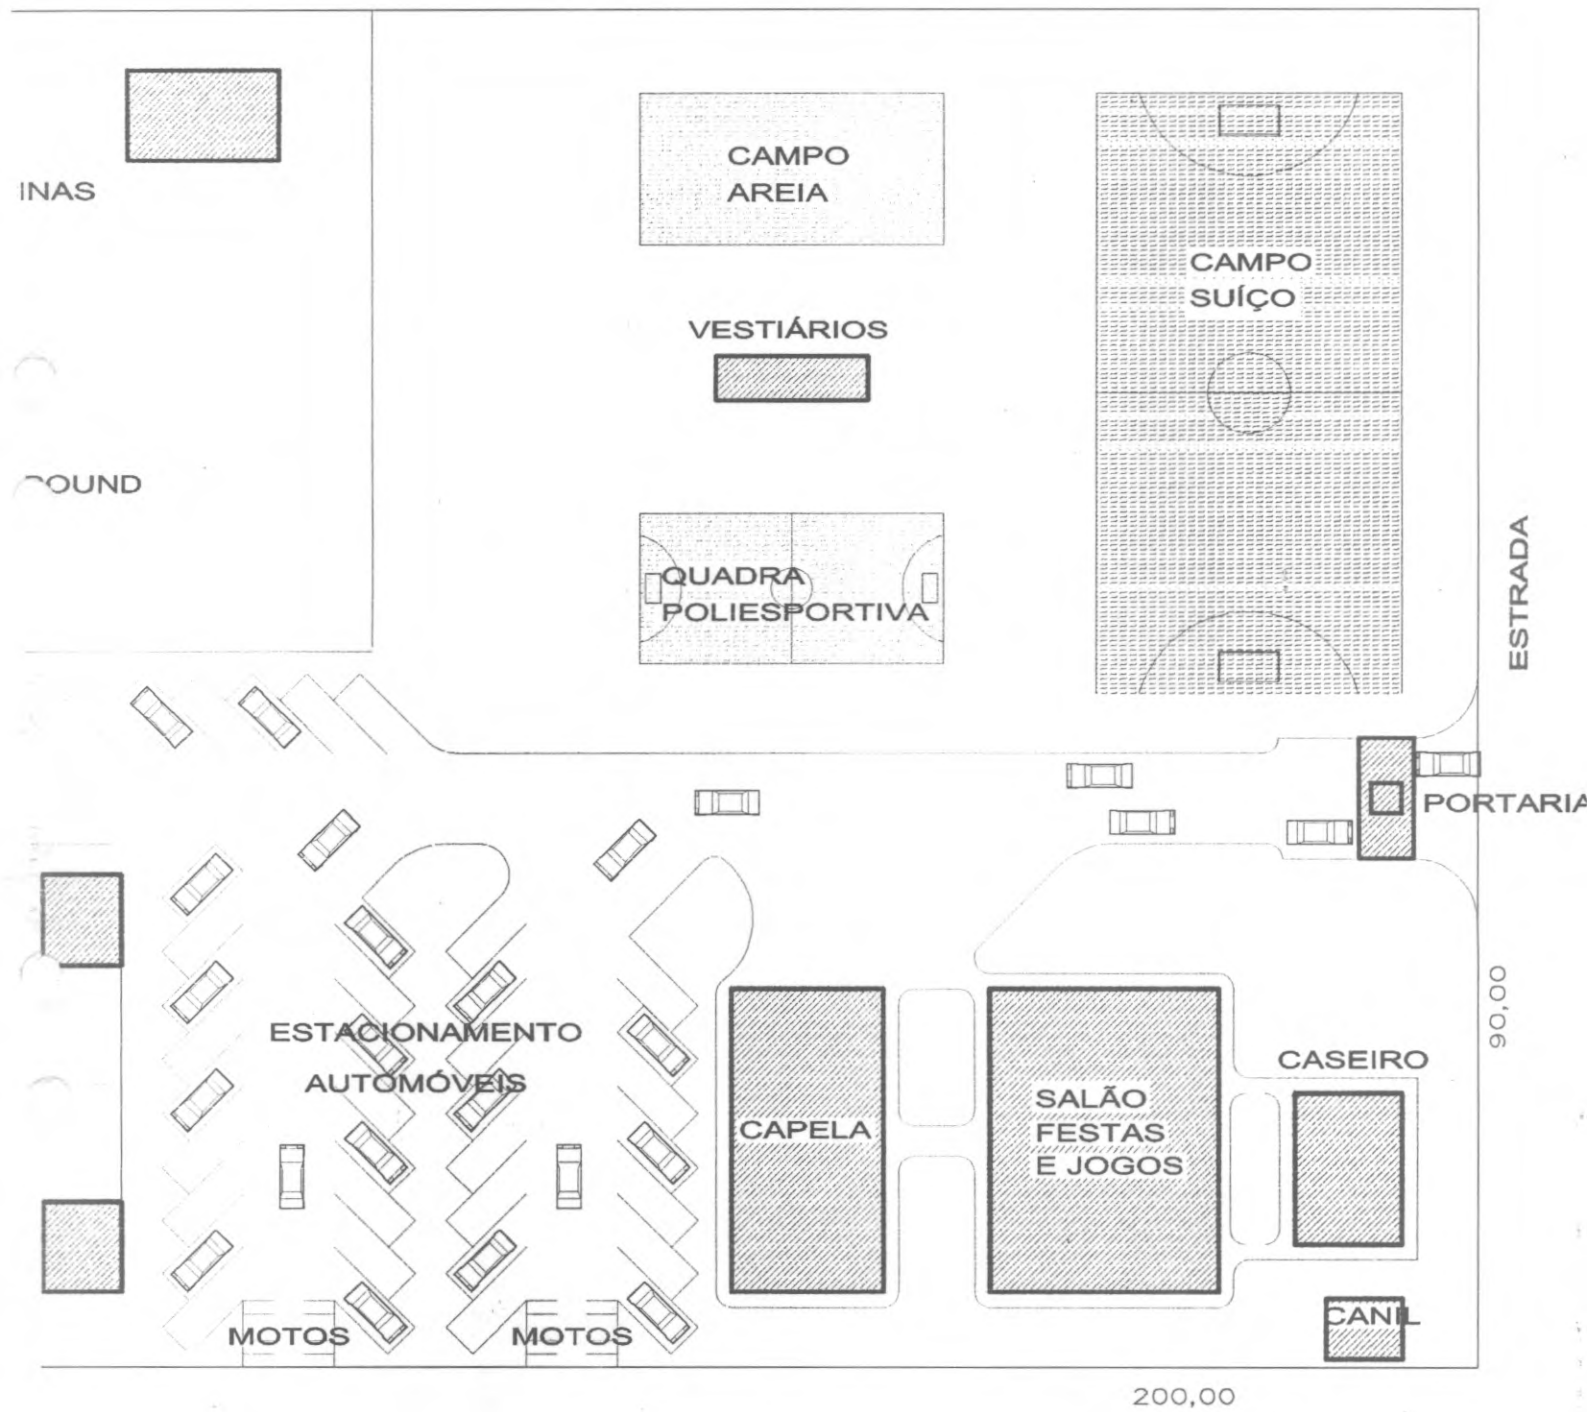 CAMPO
AREIA
INAS
CAMPO
SUÍÇO
VESTIÁRIOS
OUND
ESTRADA
QUADRA
POLIESPORTIVA
PORTARIA
90,00
ESTACIONAMENTO
AUTOMÓVEIS
CASEIRO
CAPELA
SALÃO
FESTAS
E JOGOS
MOTOS
MOTOS
CANIL
200,00